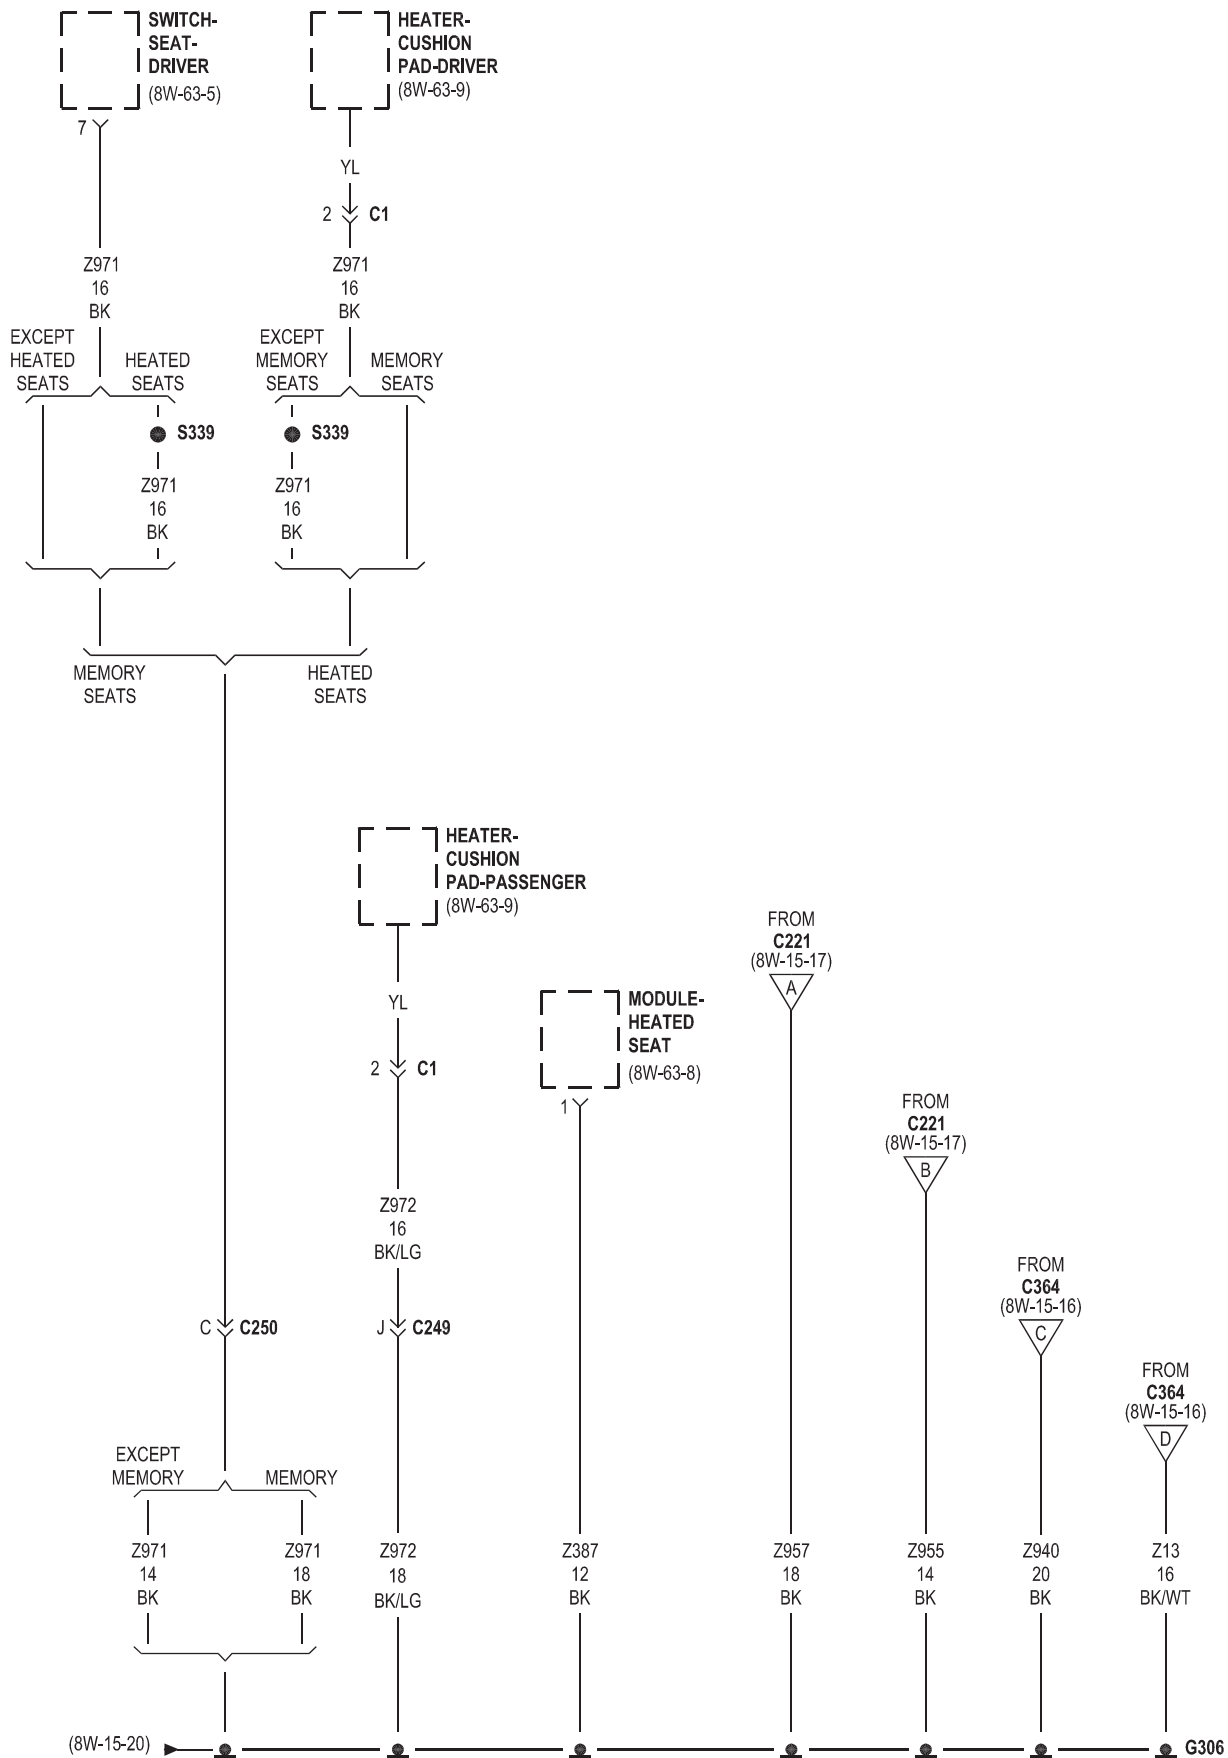 SWITCH-
SEAT-
DRIVER
(8W-63-5)
7
HEATER-
CUSHION
PAD-DRIVER
(8W-63-9)
YL
2 C1
Z971
16
BK
Z971
16
BK
EXCEPT
HEATED
SEATS
HEATED
SEATS
EXCEPT
MEMORY
SEATS
MEMORY
SEATS
S339
S339
Z971
16
BK
Z971
16
BK
MEMORY
SEATS
HEATED
SEATS
HEATER-
CUSHION
PAD-PASSENGER
(8W-63-9)
YL
2 C1
Z972
16
BK/LG
MODULE-
HEATED
SEAT
(8W-63-8)
1
FROM
C221
(8W-15-17)
A
FROM
C221
(8W-15-17)
B
FROM
C364
(8W-15-16)
C
FROM
C364
(8W-15-16)
D
C C250
J C249
EXCEPT
MEMORY
MEMORY
Z971
14
BK
Z971
18
BK
Z972
18
BK/LG
Z387
12
BK
Z957
18
BK
Z955
14
BK
Z940
20
BK
Z13
16
BK/WT
(8W-15-20)
G306